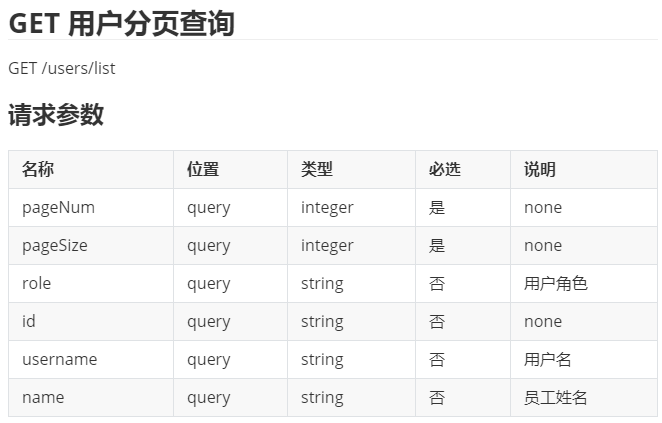 GET 用户分页查询
GET /users/list
请求参数
名称 位置 类型 必选 说明
pageNum query integer 是 none
pageSize query integer 是 none
role query string 否 用户角色
id query string 否 none
username query string 否 用户名
name query string 否 员工姓名